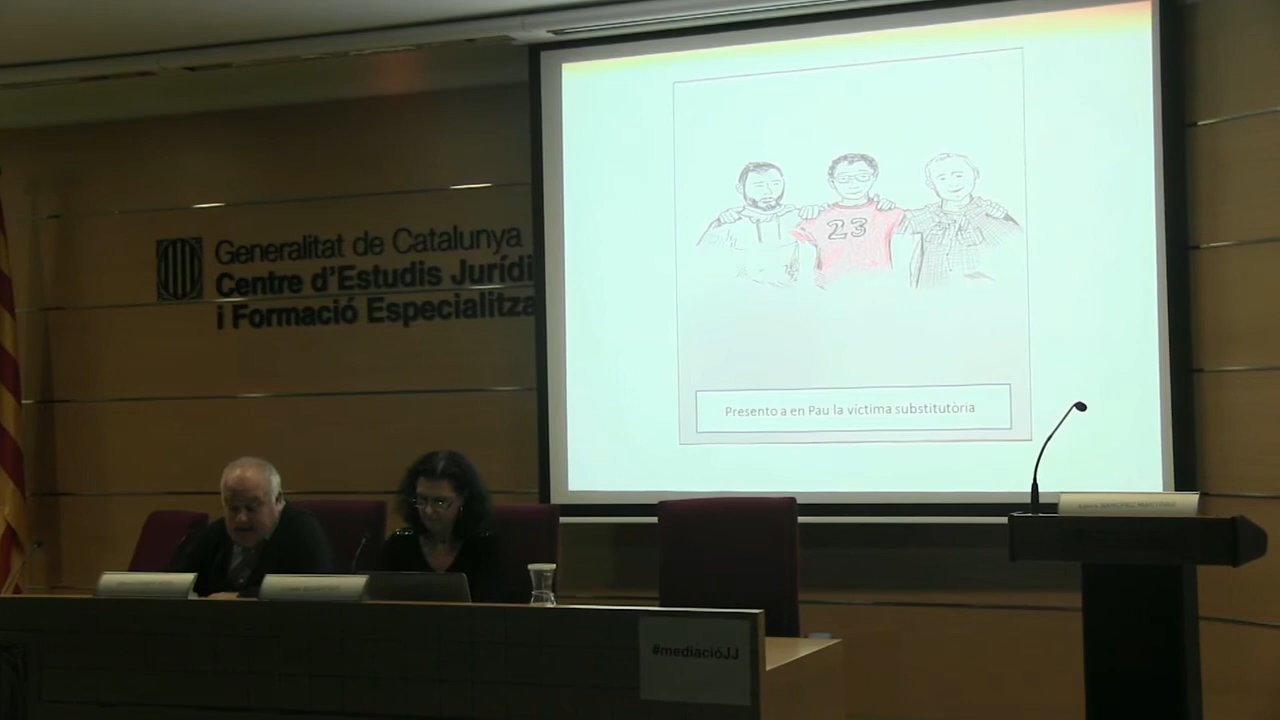 Generalitat de Catalunya
Centre d'Estudis Jurídi
i Formació Especialitza
23
Presento a en Pau la víctima substitutòria
#mediacióJJ